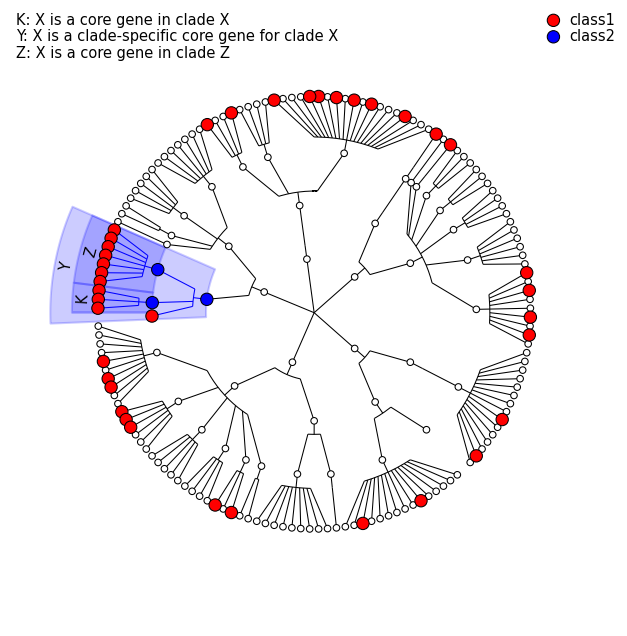 K: X is a core gene in clade X
Y: X is a clade-specific core gene for clade X
Z: X is a core gene in clade Z
class1
class2
Y
Z
K